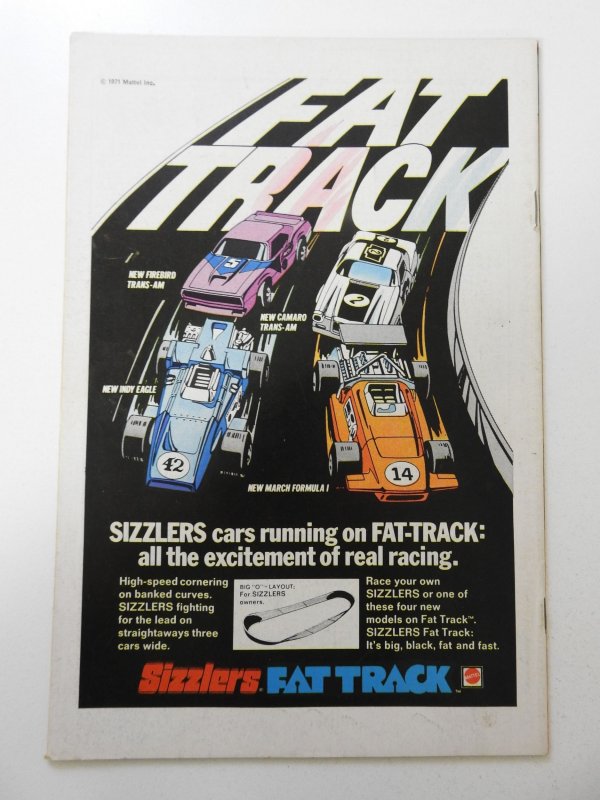 © 1971 Mattel Inc.
FAT
TRACK
5
2
2
NEW FIREBIRD
TRANS-AM
NEW CAMARO
TRANS-AM
NEW INDY EAGLE
42
14
NEW MARCH FORMULA I
SIZZLERS cars running on FAT-TRACK:
all the excitement of real racing.
High-speed cornering
on banked curves.
SIZZLERS fighting
for the lead on
straightaways three
cars wide.
BIG "O"-LAYOUT:
For SIZZLERS
owners.
Race your own
SIZZLERS or one of
these four new
models on Fat Track™.
SIZZLERS Fat Track:
It's big, black, fat and fast.
Sizzlers® FAT TRACK™
MATTEL